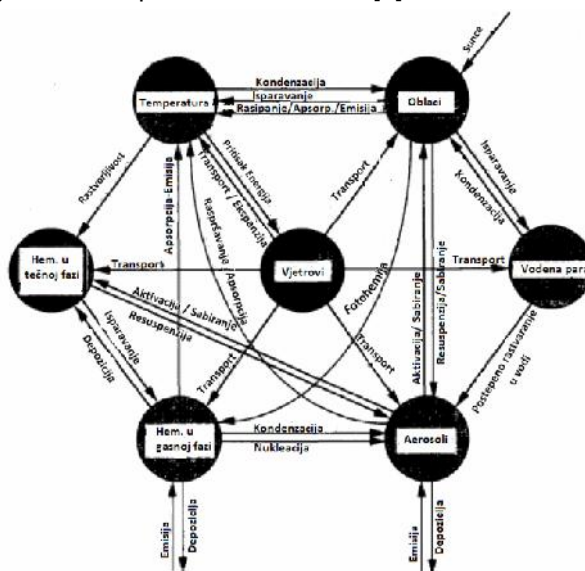 Sunce
Kondenzacija
Isparavanje
Rasipanje/Apsorp./Emisija
Temperatura
Oblaci
Rastvorljivost
Apsorpcija-Emisija
Pritisak Energija
Transport / Ekspanzija
Raspršavanje /Apsorpcija
Transport
Isparavanje
Kondenzacija
Hem. u
tečnoj fazi
Transport
Vjetrovi
Transport
Vodena para
Fotohemija
Aktivacija/ Sabiranje
Resuspenzija/Sabiranje
Aktivacija / Sabiranje
Resuspenzija
Isparavanje
Depozicija
Transport
Transport
Postepeno rastvaranje
u vodi
Hem. u
gasnoj fazi
Kondenzacija
Nukleacija
Aerosoli
Emisija
Depozicija
Emisija
Depozicija